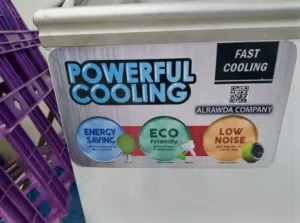 POWERFUL
COOLING
FAST
COOLING
ALRAWDA COMPANY
ENERGY
SAVING
ECO
Friendly
LOW
NOISE